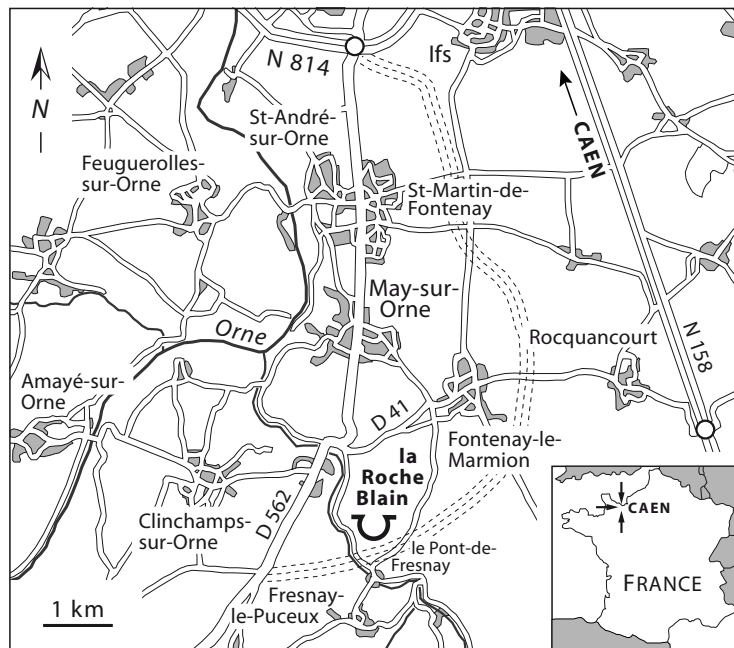 N 814
Ifs
N
St-André-
sur-Orne
CAEN
Feuguerolles-
sur-Orne
St-Martin-de-
Fontenay
May-sur-
Orne
Orne
Rocquancourt
N 158
Amayé-sur-
Orne
D 41
Fontenay-le-
Marmion
la
Roche
Blain
Clinchamps-
sur-Orne
D 562
le Pont-de-
Fresnay
Fresnay-
le-Puceux
1 km
CAEN
FRANCE